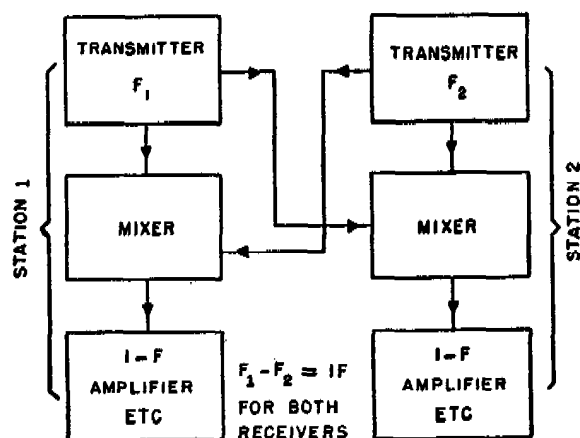 TRANSMITTER
F₁
TRANSMITTER
F₂
STATION 1
MIXER
MIXER
STATION 2
I-F
AMPLIFIER
ETC
F₁-F₂ = IF
FOR BOTH
RECEIVERS
I-F
AMPLIFIER
ETC